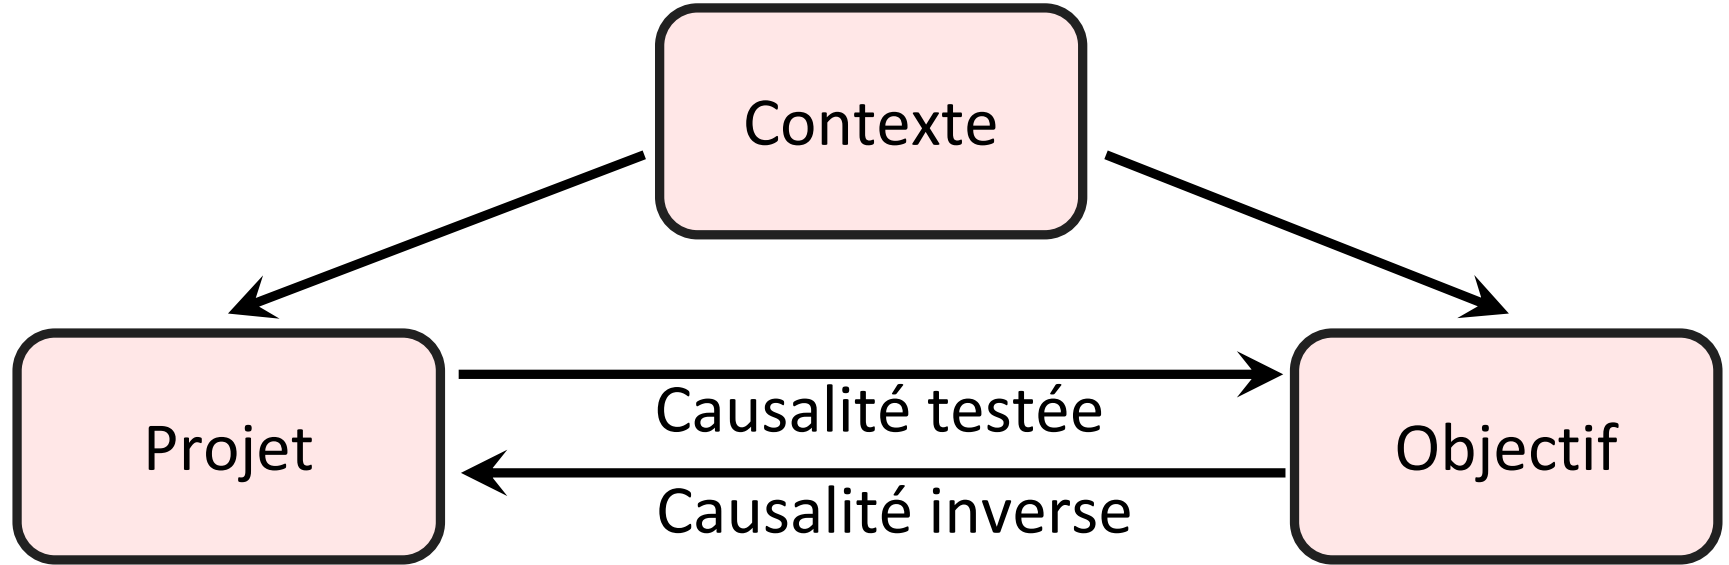 Contexte
Causalité testée
Projet
Objectif
Causalité inverse